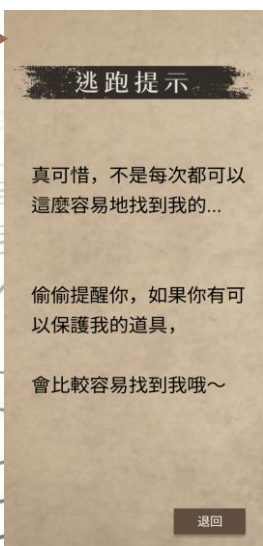 逃跑提示
真可惜，不是每次都可以
這麼容易地找到我的...
偷偷提醒你，如果你有可
以保護我的道具，
會比較容易找到我哦～
退回